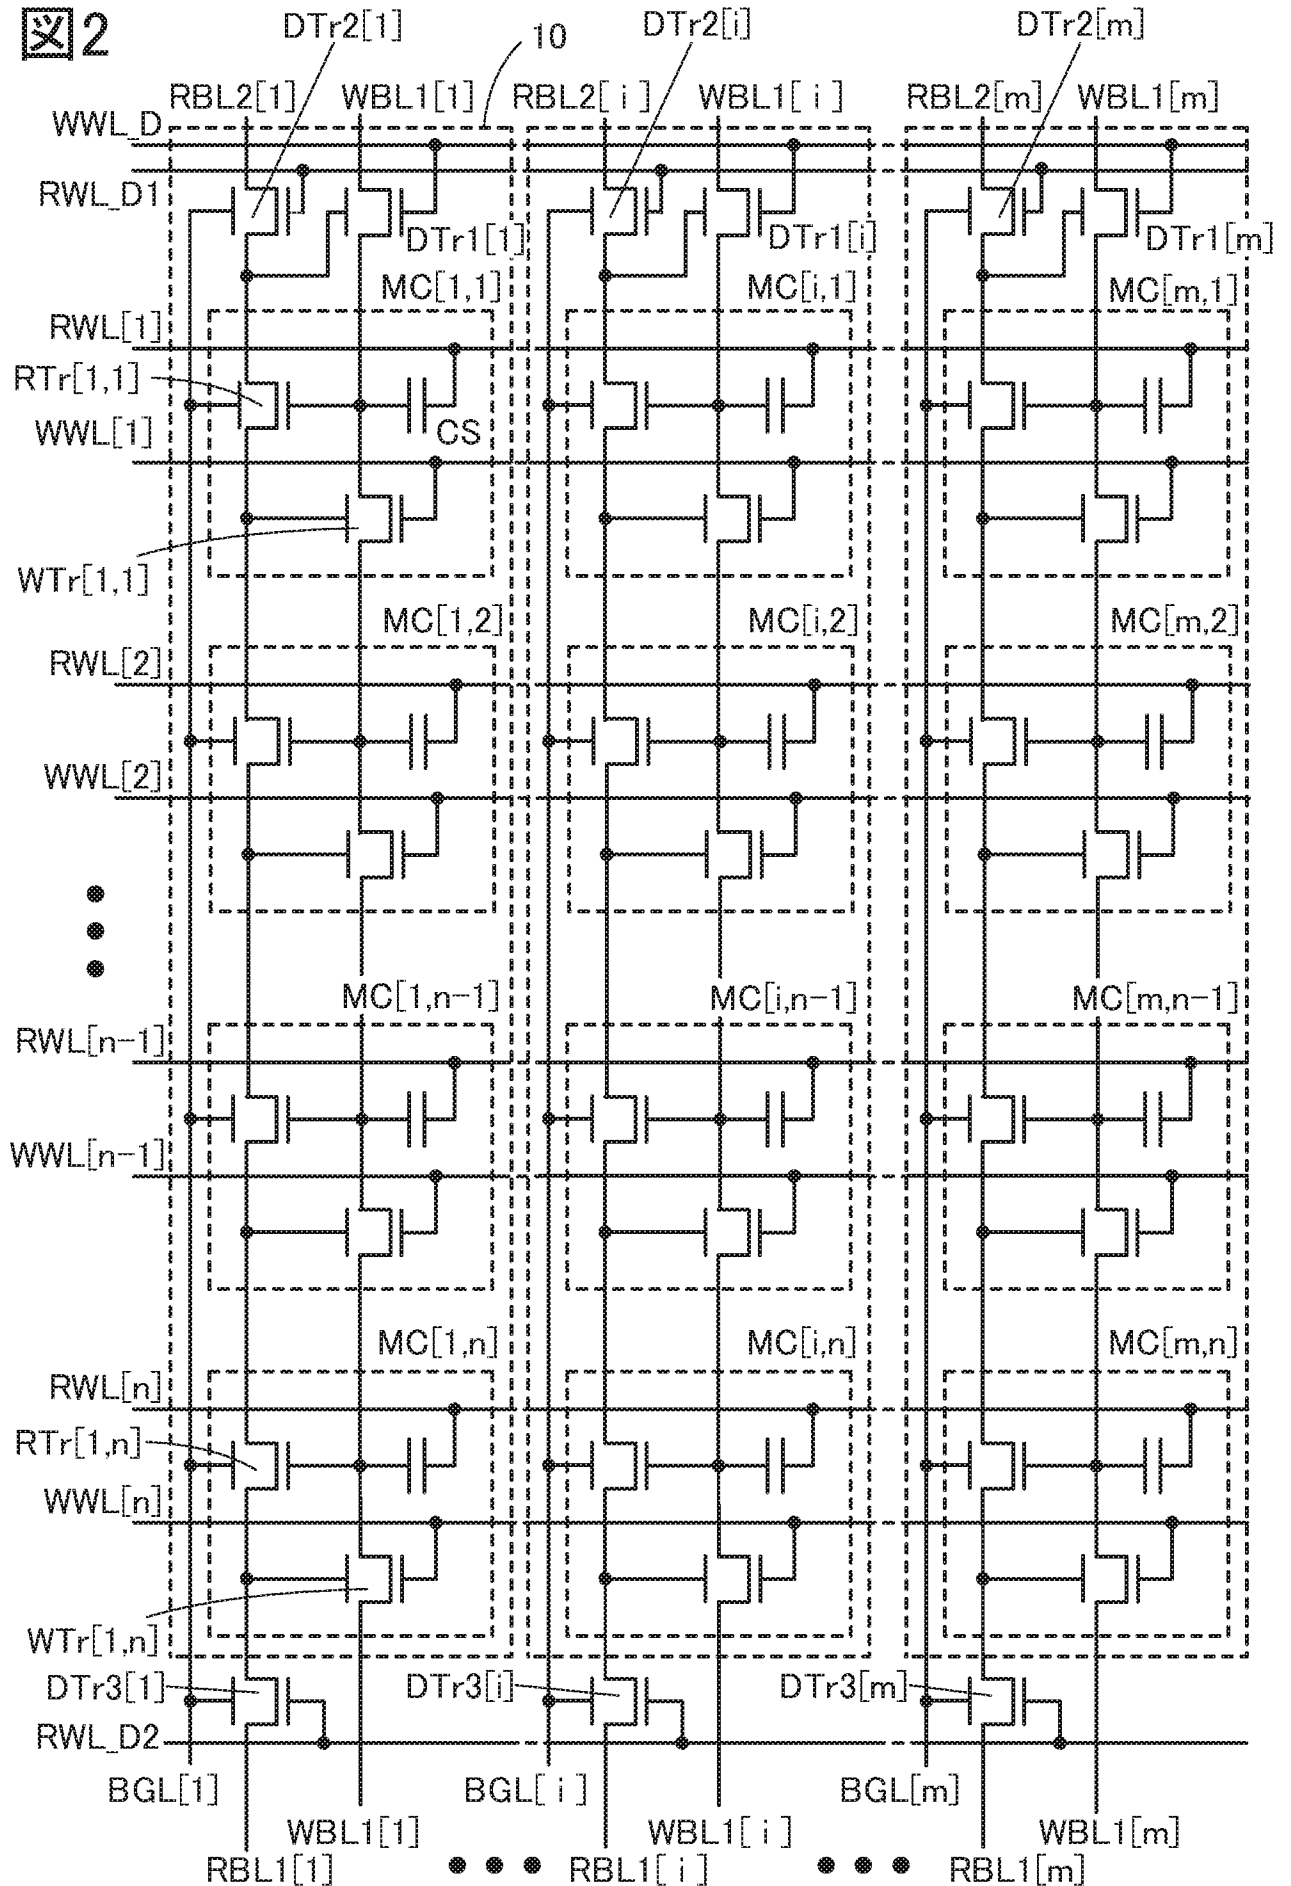 図2
DTr2[1] DTr2[i] DTr2[m]
10
RBL2[1] WBL1[1] RBL2[i] WBL1[i] RBL2[m] WBL1[m]
WWL_D
RWL_D1
DTr1[1] DTr1[i] DTr1[m]
MC[1,1] MC[i,1] MC[m,1]
RWL[1]
RTr[1,1]
WWL[1] CS
WTr[1,1]
MC[1,2] MC[i,2] MC[m,2]
RWL[2]
WWL[2]
MC[1,n-1] MC[i,n-1] MC[m,n-1]
RWL[n-1]
WWL[n-1]
MC[1,n] MC[i,n] MC[m,n]
RWL[n]
RTr[1,n]
WWL[n]
WTr[1,n]
DTr3[1] DTr3[i] DTr3[m]
RWL_D2
BGL[1] BGL[i] BGL[m]
WBL1[1] WBL1[i] WBL1[m]
RBL1[1] RBL1[i] RBL1[m]